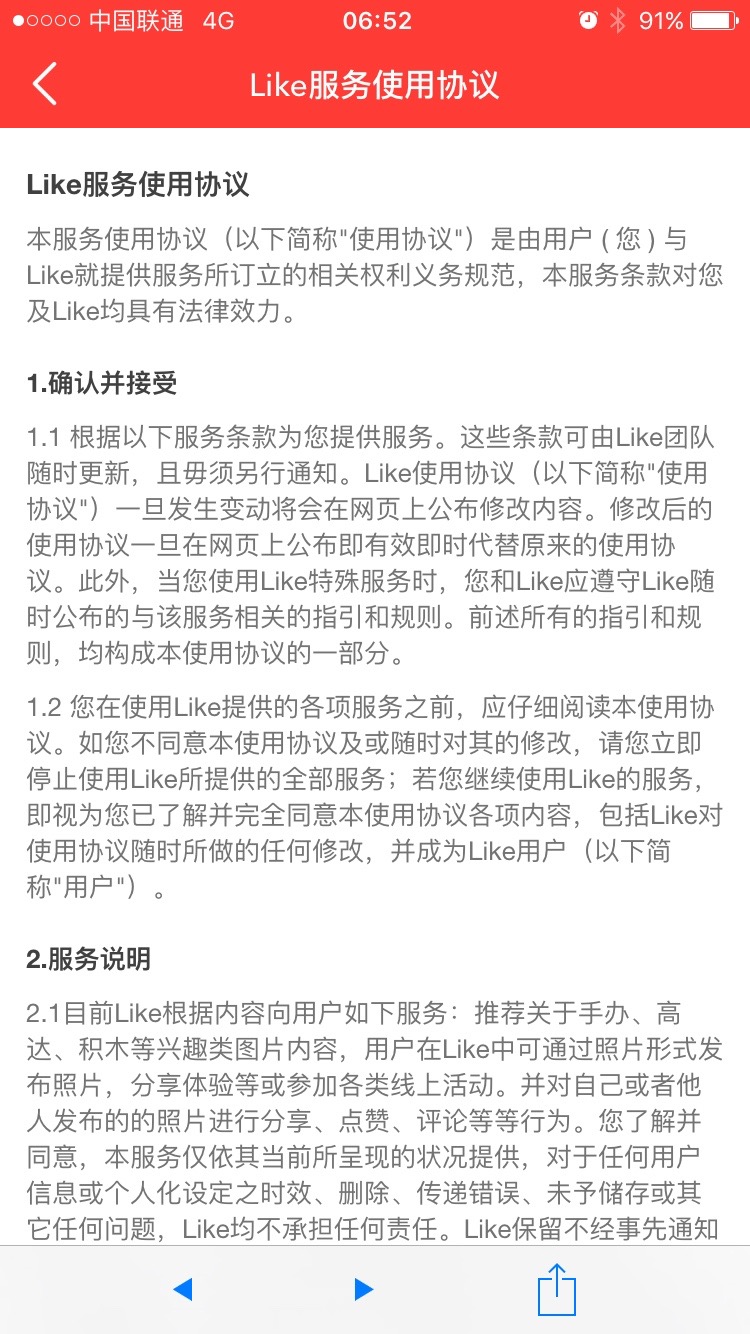 中国联通 4G 06:52 91%
Like服务使用协议
Like服务使用协议
本服务使用协议（以下简称"使用协议"）是由用户 ( 您 ) 与
Like就提供服务所订立的相关权利义务规范，本服务条款对您
及Like均具有法律效力。
1.确认并接受
1.1 根据以下服务条款为您提供服务。这些条款可由Like团队
随时更新，且毋须另行通知。Like使用协议（以下简称"使用
协议"）一旦发生变动将会在网页上公布修改内容。修改后的
使用协议一旦在网页上公布即有效即时代替原来的使用协
议。此外，当您使用Like特殊服务时，您和Like应遵守Like随
时公布的与该服务相关的指引和规则。前述所有的指引和规
则，均构成本使用协议的一部分。
1.2 您在使用Like提供的各项服务之前，应仔细阅读本使用协
议。如您不同意本使用协议及或随时对其的修改，请您立即
停止使用Like所提供的全部服务；若您继续使用Like的服务，
即视为您已了解并完全同意本使用协议各项内容，包括Like对
使用协议随时所做的任何修改，并成为Like用户（以下简
称"用户"）。
2.服务说明
2.1目前Like根据内容向用户如下服务：推荐关于手办、高
达、积木等兴趣类图片内容，用户在Like中可通过照片形式发
布照片，分享体验等或参加各类线上活动。并对自己或者他
人发布的的照片进行分享、点赞、评论等等行为。您了解并
同意，本服务仅依其当前所呈现的状况提供，对于任何用户
信息或个人化设定之时效、删除、传递错误、未予储存或其
它任何问题，Like均不承担任何责任。Like保留不经事先通知